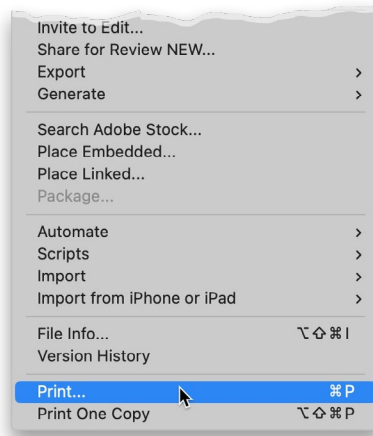 Invite to Edit...
Share for Review NEW...
Export >
Generate >
Search Adobe Stock...
Place Embedded...
Place Linked...
Package...
Automate >
Scripts >
Import >
Import from iPhone or iPad >
File Info... ⌥⇧⌘I
Version History
Print... ⌘P
Print One Copy ⌥⇧⌘P